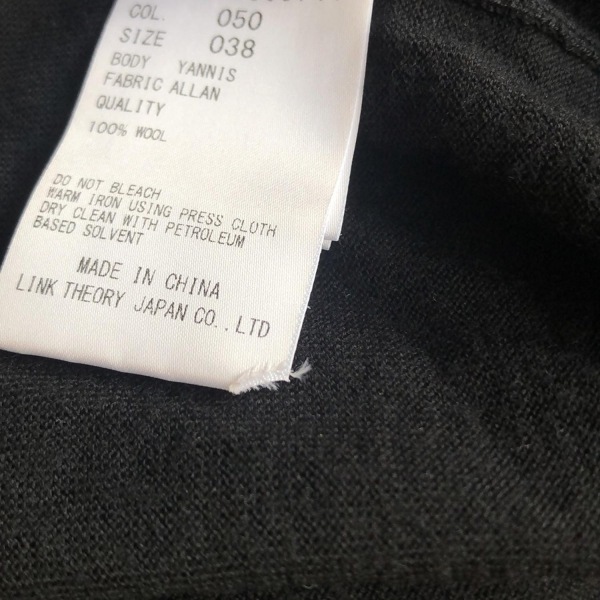 COL. 050
SIZE 038
BODY YANNIS
FABRIC ALLAN
QUALITY
100% WOOL
DO NOT BLEACH
WARM IRON USING PRESS CLOTH
DRY CLEAN WITH PETROLEUM
BASED SOLVENT
MADE IN CHINA
LINK THEORY JAPAN CO., LTD